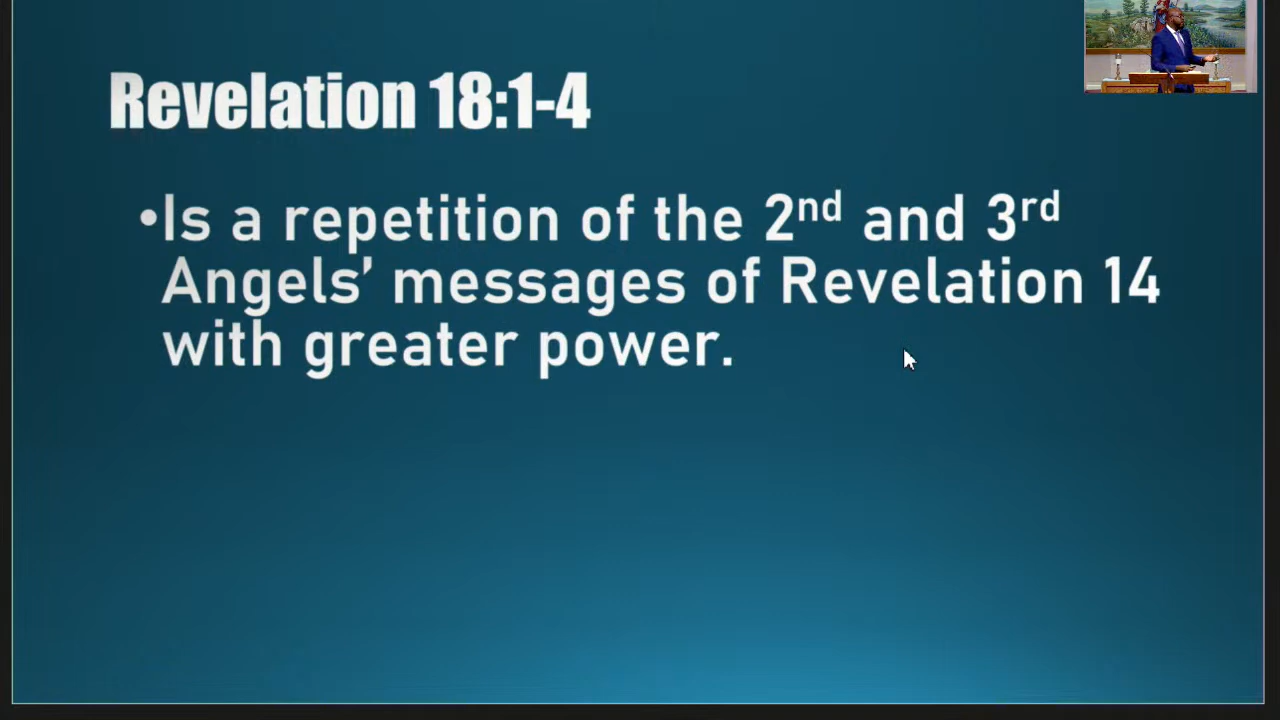 Revelation 18:1-4
•Is a repetition of the 2nd and 3rd
Angels’ messages of Revelation 14
with greater power.